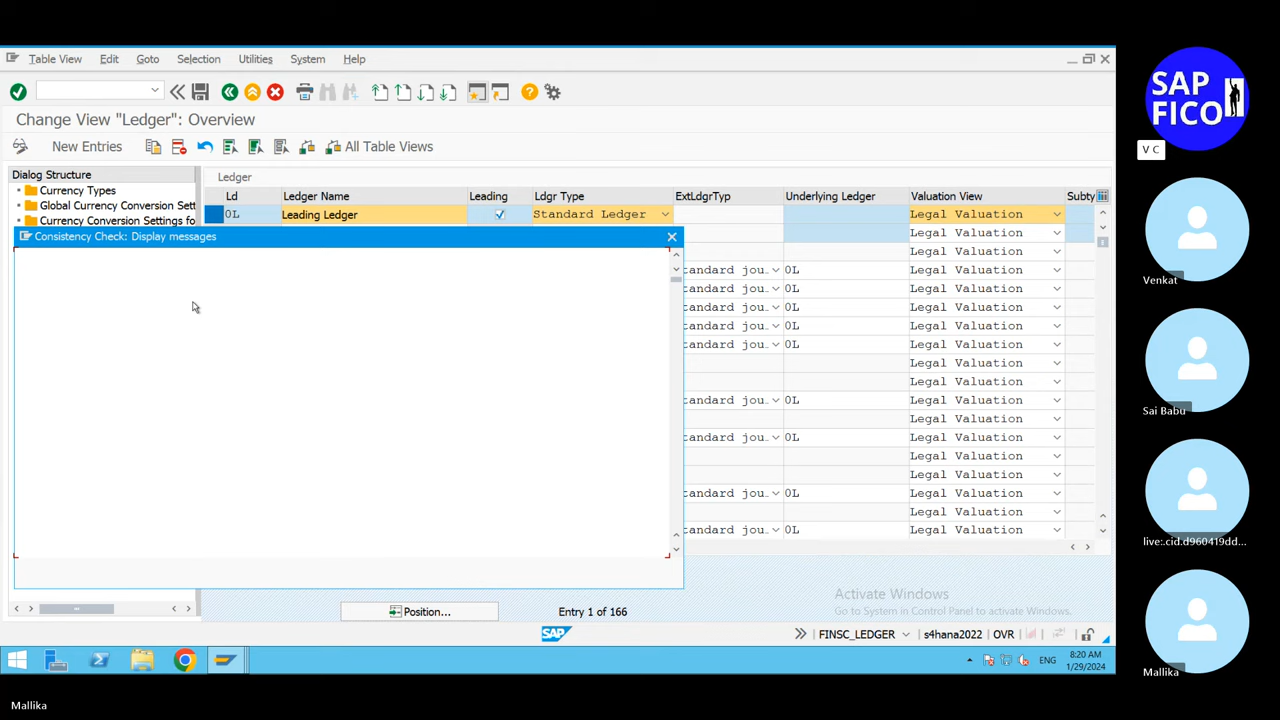 Table View Edit Goto Selection Utilities System Help
Change View "Ledger": Overview
New Entries All Table Views
Dialog Structure
Currency Types
Global Currency Conversion Sett
Currency Conversion Settings fo
Ledger
Ld Ledger Name Leading Ldgr Type ExtLdgrTyp Underlying Ledger Valuation View Subty
0L Leading Ledger Standard Ledger Legal Valuation
Legal Valuation
Legal Valuation
tandard jou… 0L Legal Valuation
tandard jou… 0L Legal Valuation
tandard jou… 0L Legal Valuation
tandard jou… 0L Legal Valuation
tandard jou… 0L Legal Valuation
Legal Valuation
Legal Valuation
tandard jou… 0L Legal Valuation
Legal Valuation
tandard jou… 0L Legal Valuation
Legal Valuation
Legal Valuation
tandard jou… 0L Legal Valuation
Legal Valuation
tandard jou… 0L Legal Valuation
Consistency Check: Display messages
Position... Entry 1 of 166
Activate Windows
Go to System in Control Panel to activate Windows.
SAP
FINSC_LEDGER s4hana2022 OVR
ENG
8:20 AM
1/29/2024
SAP
FICO
V C
Venkat
Sai Babu
live:.cid.d960419dd...
Mallika
Mallika